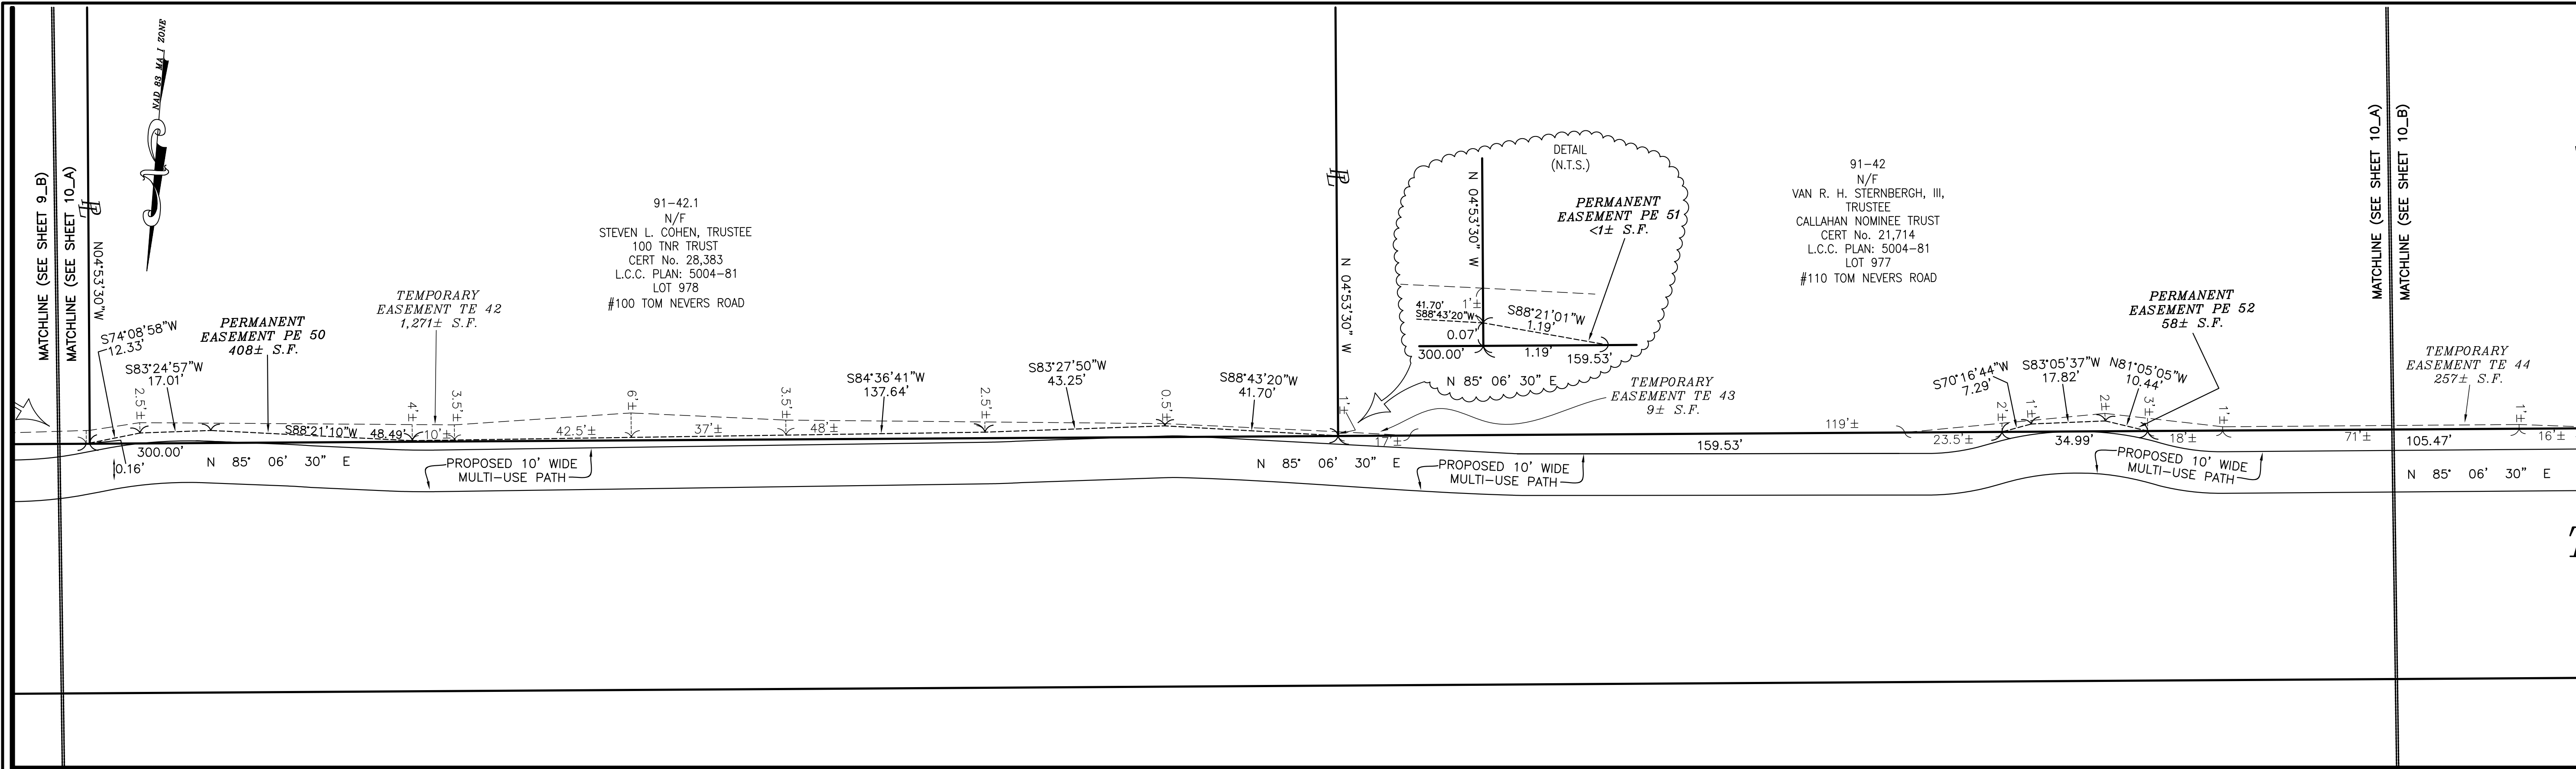 MATCHLINE (SEE SHEET 9_B)
MATCHLINE (SEE SHEET 10_A)
NAD 83 MA I ZONE
N04°53'30"W
S74°08'58"W
12.33'
S83°24'57"W
17.01'
2.5'±
PERMANENT
EASEMENT PE 50
408± S.F.
TEMPORARY
EASEMENT TE 42
1,271± S.F.
S88°21'10"W 48.49'
4'±
3.5'±
10'±
0.16'
300.00'
N 85° 06' 30" E
PROPOSED 10' WIDE
MULTI-USE PATH
91-42.1
N/F
STEVEN L. COHEN, TRUSTEE
100 TNR TRUST
CERT No. 28,383
L.C.C. PLAN: 5004-81
LOT 978
#100 TOM NEVERS ROAD
42.5'±
6'±
37'±
3.5'±
48'±
S84°36'41"W
137.64'
2.5'±
S83°27'50"W
43.25'
0.5'±
S88°43'20"W
41.70'
N 04°53'30" W
1'±
17'±
N 85° 06' 30" E
PROPOSED 10' WIDE
MULTI-USE PATH
DETAIL
(N.T.S.)
N 04°53'30" W
PERMANENT
EASEMENT PE 51
<1± S.F.
41.70'
S88°43'20"W
1'±
S88°21'01"W
1.19'
0.07'
300.00'
1.19'
159.53'
N 85° 06' 30" E
TEMPORARY
EASEMENT TE 43
9± S.F.
91-42
N/F
VAN R. H. STERNBERGH, III,
TRUSTEE
CALLAHAN NOMINEE TRUST
CERT No. 21,714
L.C.C. PLAN: 5004-81
LOT 977
#110 TOM NEVERS ROAD
159.53'
119'±
23.5'±
S70°16'44"W
7.29'
2'±
1'±
S83°05'37"W
17.82'
2'±
N81°05'05"W
10.44'
3'±
34.99'
PERMANENT
EASEMENT PE 52
58± S.F.
18'±
1'±
PROPOSED 10' WIDE
MULTI-USE PATH
71'±
MATCHLINE (SEE SHEET 10_A)
MATCHLINE (SEE SHEET 10_B)
TEMPORARY
EASEMENT TE 44
257± S.F.
105.47'
1'±
16'±
N 85° 06' 30" E